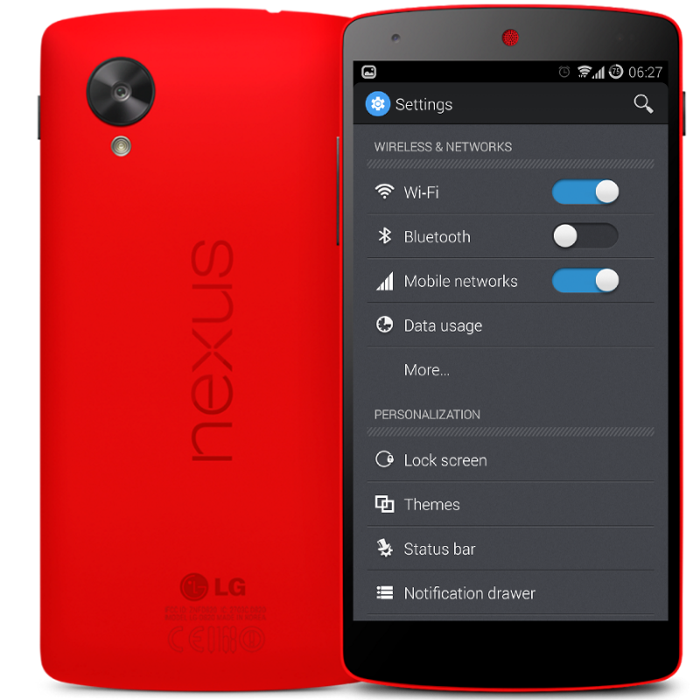 nexus
LG
06:27
Settings
WIRELESS & NETWORKS
Wi-Fi
Bluetooth
Mobile networks
Data usage
More...
PERSONALIZATION
Lock screen
Themes
Status bar
Notification drawer